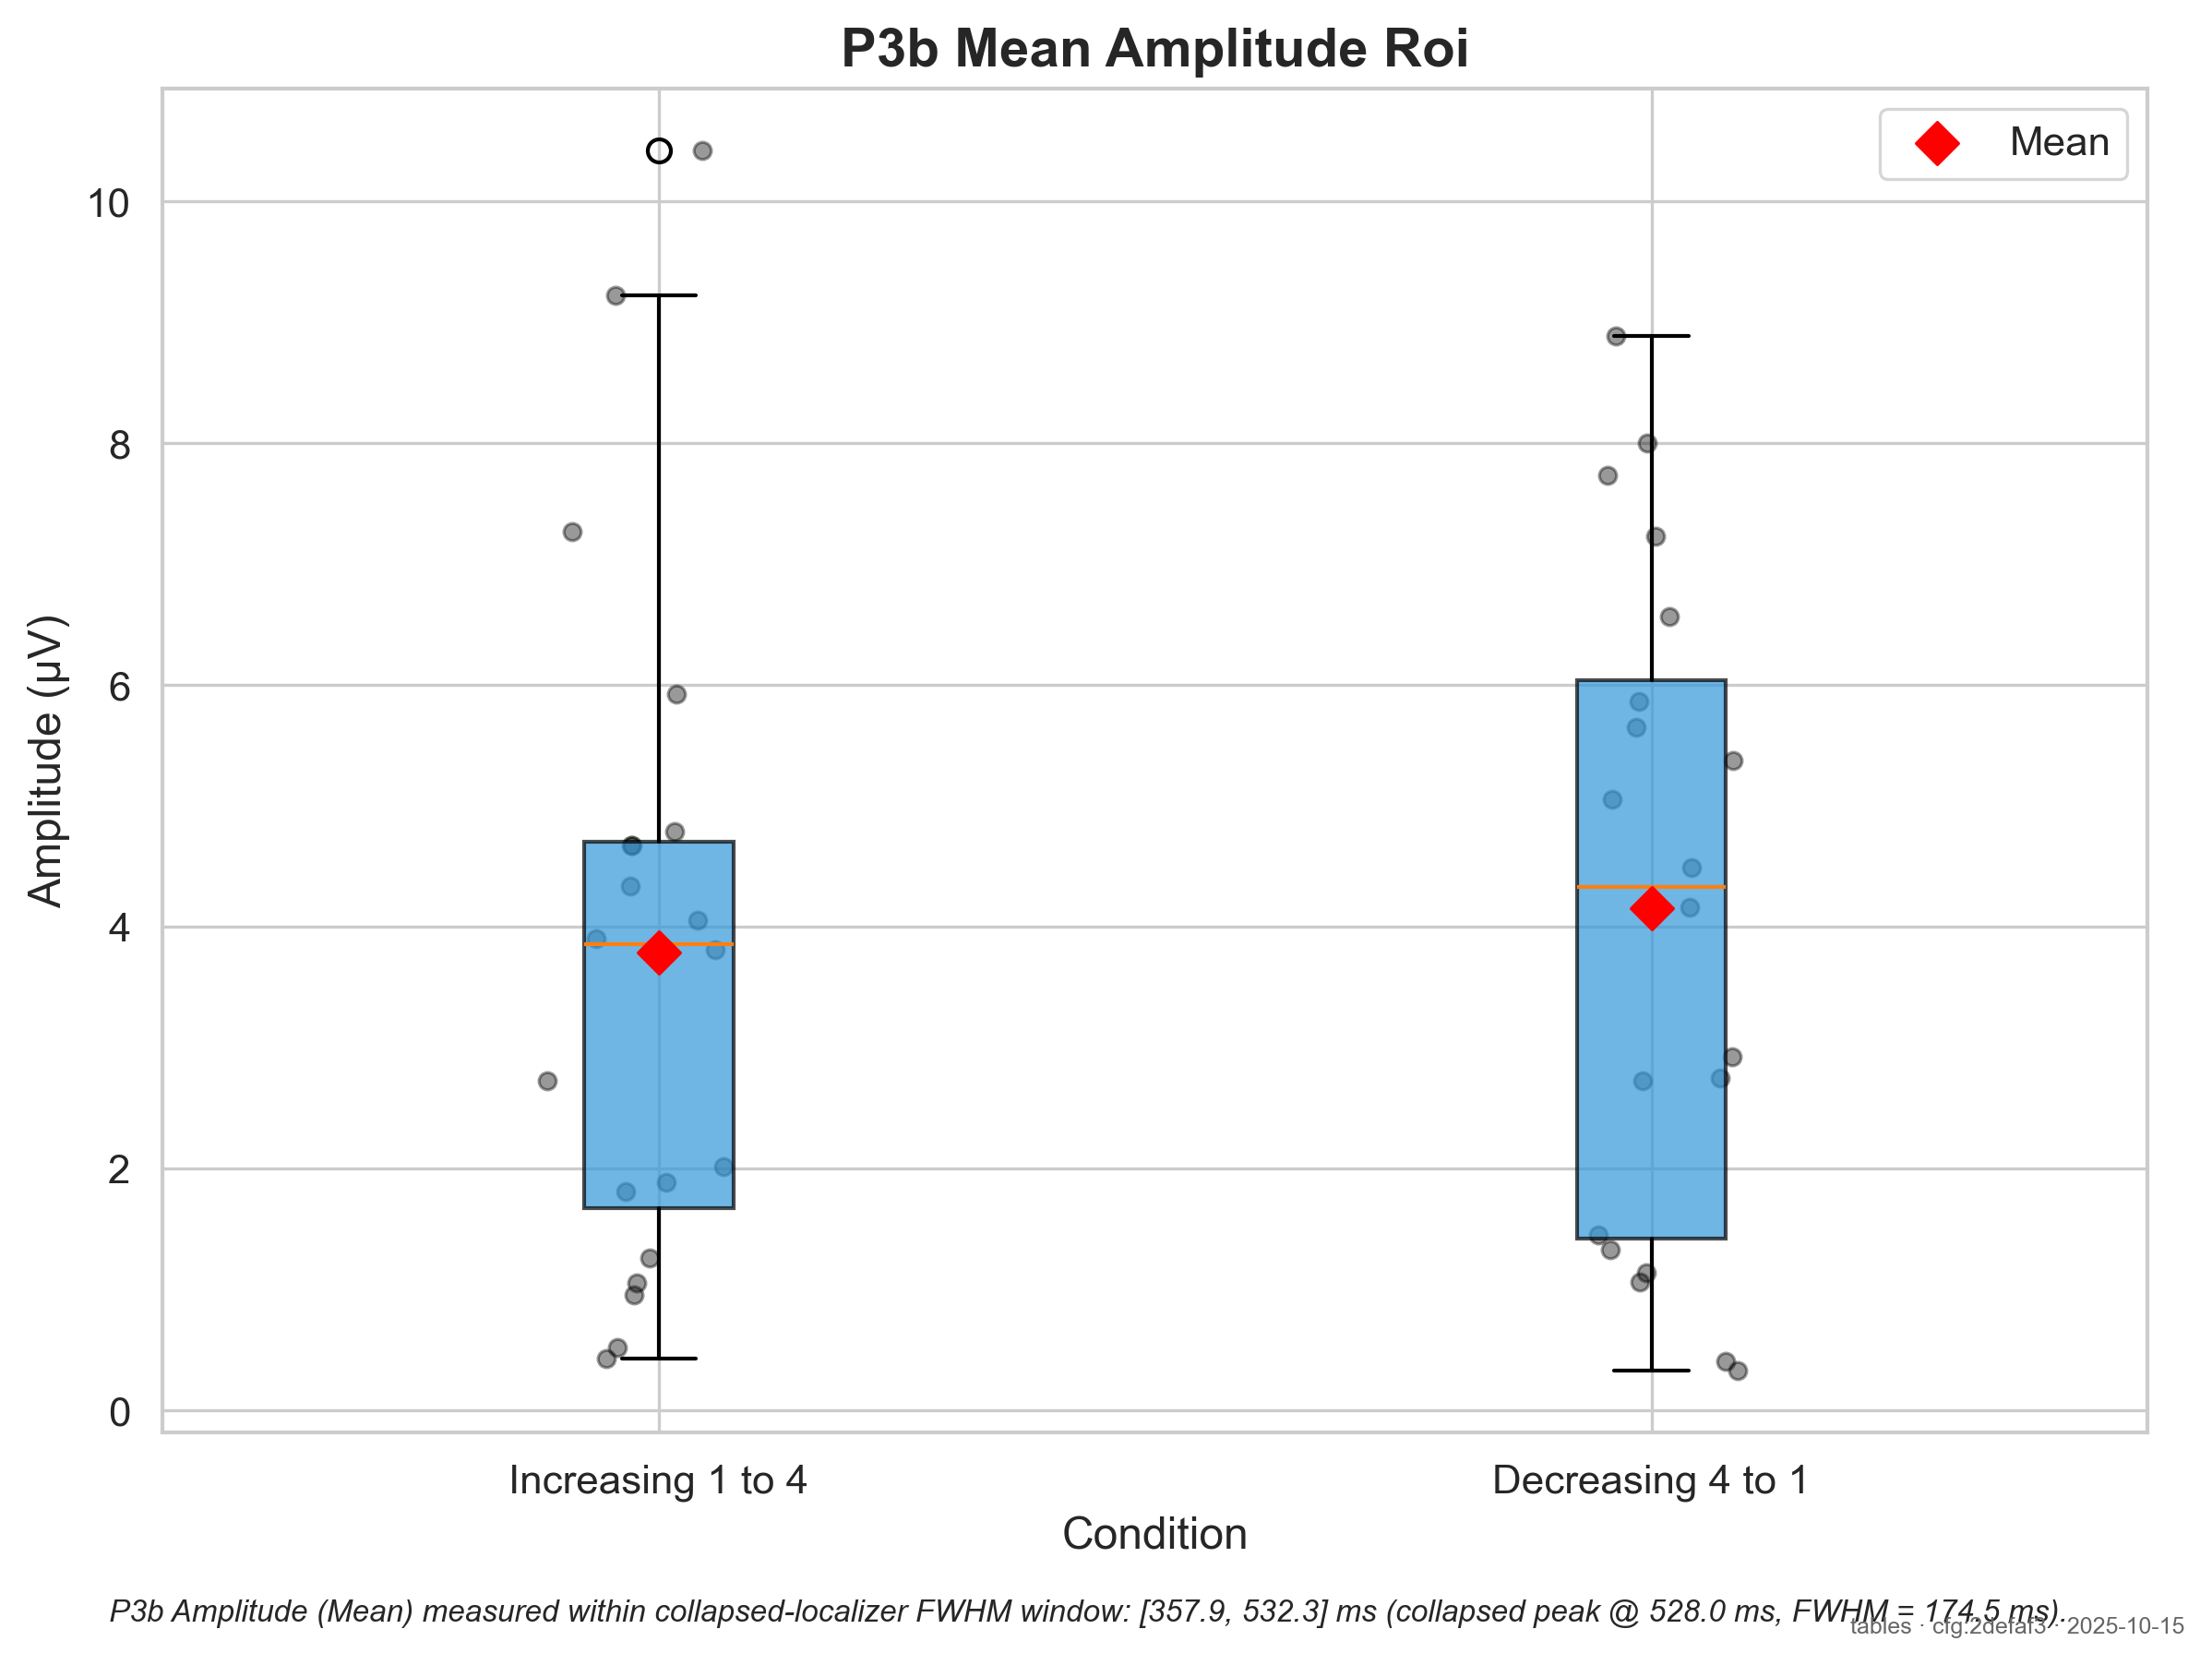 P3b Mean Amplitude Roi
Mean
10
8
6
4
2
0
Amplitude (μV)
Increasing 1 to 4
Decreasing 4 to 1
Condition
P3b Amplitude (Mean) measured within collapsed-localizer FWHM window: [357.9, 532.3] ms (collapsed peak @ 528.0 ms, FWHM = 174.5 ms).
tables · cfg:2defaf3 · 2025-10-15